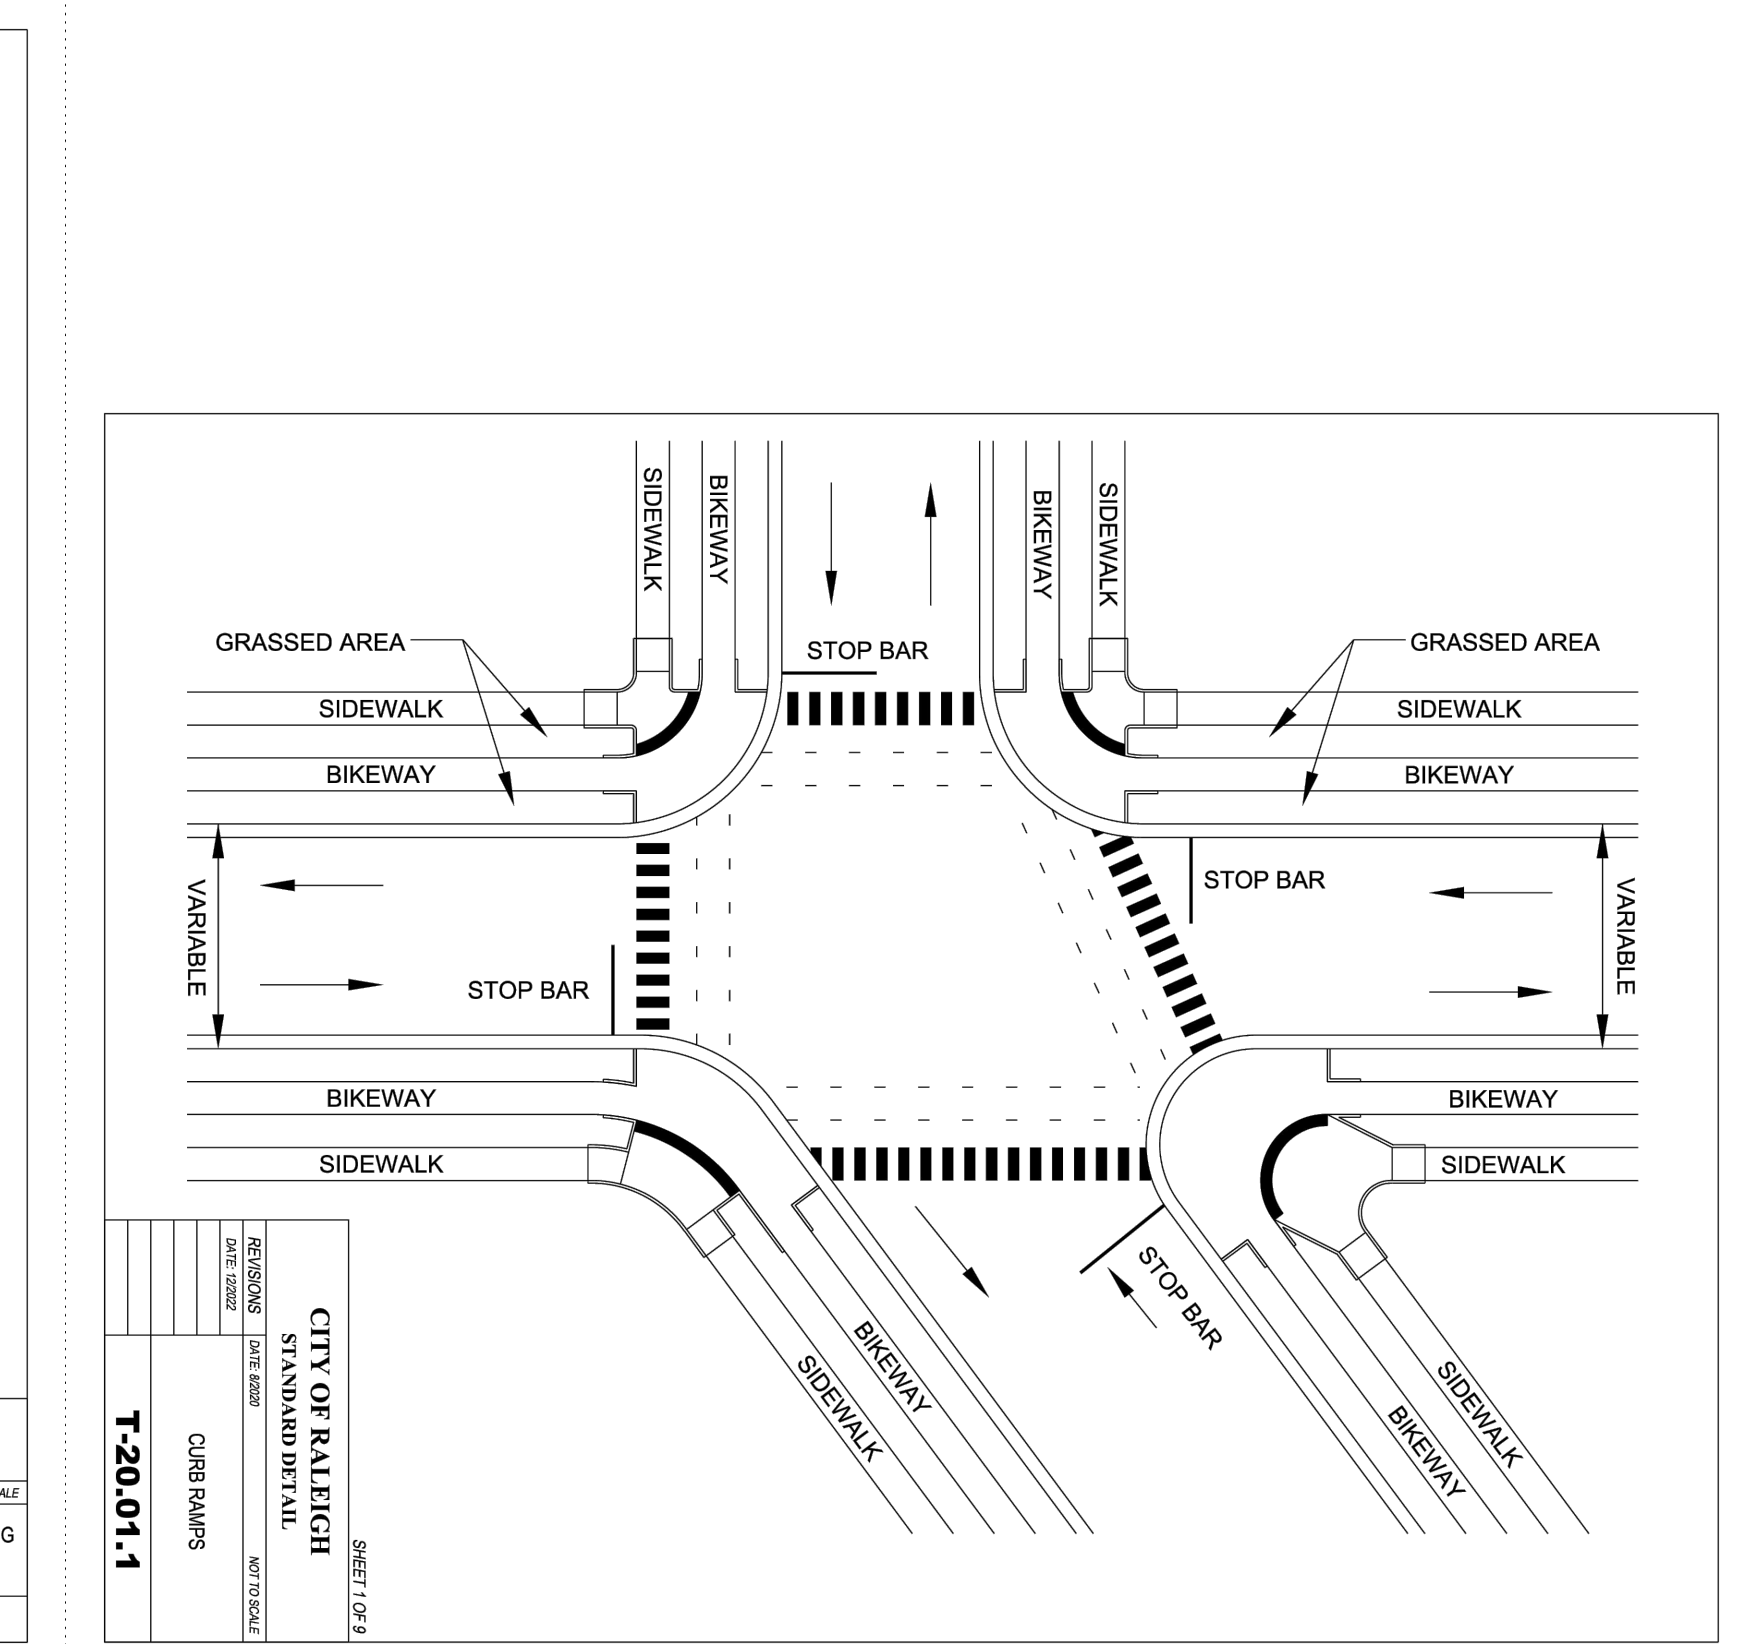 SIDEWALK
BIKEWAY
BIKEWAY
SIDEWALK
GRASSED AREA
STOP BAR
GRASSED AREA
SIDEWALK
SIDEWALK
BIKEWAY
BIKEWAY
VARIABLE
STOP BAR
VARIABLE
STOP BAR
BIKEWAY
BIKEWAY
SIDEWALK
SIDEWALK
STOP BAR
BIKEWAY
SIDEWALK
SIDEWALK
BIKEWAY
SHEET 1 OF 9
CITY OF RALEIGH
STANDARD DETAIL
REVISIONS
DATE: 8/2020
NOT TO SCALE
DATE: 12/2022
CURB RAMPS
T-20.01.1
ALE
G